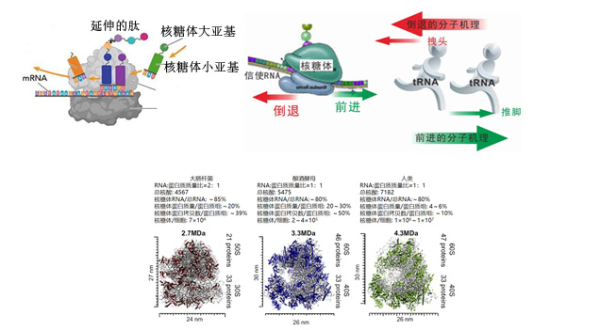 延伸的肽
核糖体大亚基
核糖体小亚基
mRNA
核糖体
信使RNA
small subunit
倒退
前进
倒退的分子机理
拽头
tRNA
tRNA
推脚
前进的分子机理
大肠杆菌
RNA:蛋白质质量比≈2：1
总核酸: 4567
核糖体RNA/总RNA: ~85%
核糖体蛋白质量/蛋白质组: ~20%
核糖体蛋白拷贝数/蛋白质组: ~39%
核糖体/细胞: 7×10⁴
2.7MDa
27 nm
50S
21 proteins
30S
33 proteins
24 nm
酿酒酵母
RNA:蛋白质质量比≈1：1
总核酸: 5475
核糖体RNA/总RNA: ~80%
核糖体蛋白质量/蛋白质组: 20~30%
核糖体蛋白拷贝数/蛋白质组: ~50%
核糖体/细胞: 2~4×10⁵
3.3MDa
30 nm
60S
46 proteins
40S
33 proteins
26 nm
人类
RNA:蛋白质质量比≈1：1
总核酸: 7182
核糖体RNA/总RNA: ~80%
核糖体蛋白质量/蛋白质组: 4~6%
核糖体蛋白拷贝数/蛋白质组: ~10%
核糖体/细胞: 1×10⁶~1×10⁷
4.3MDa
30 nm
60S
47 proteins
40S
33 proteins
26 nm